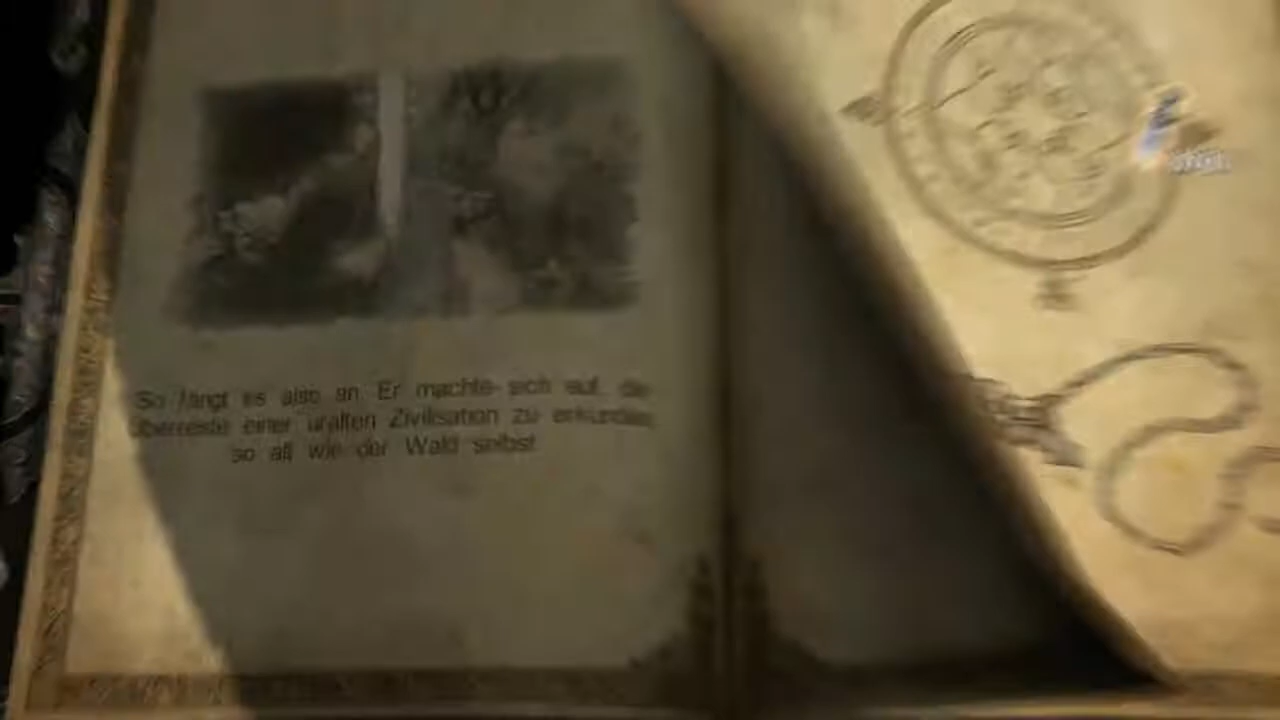 So fängt es also an. Er machte sich auf, die
Überreste einer uralten Zivilisation zu erkunden,
so alt wie der Wald selbst.